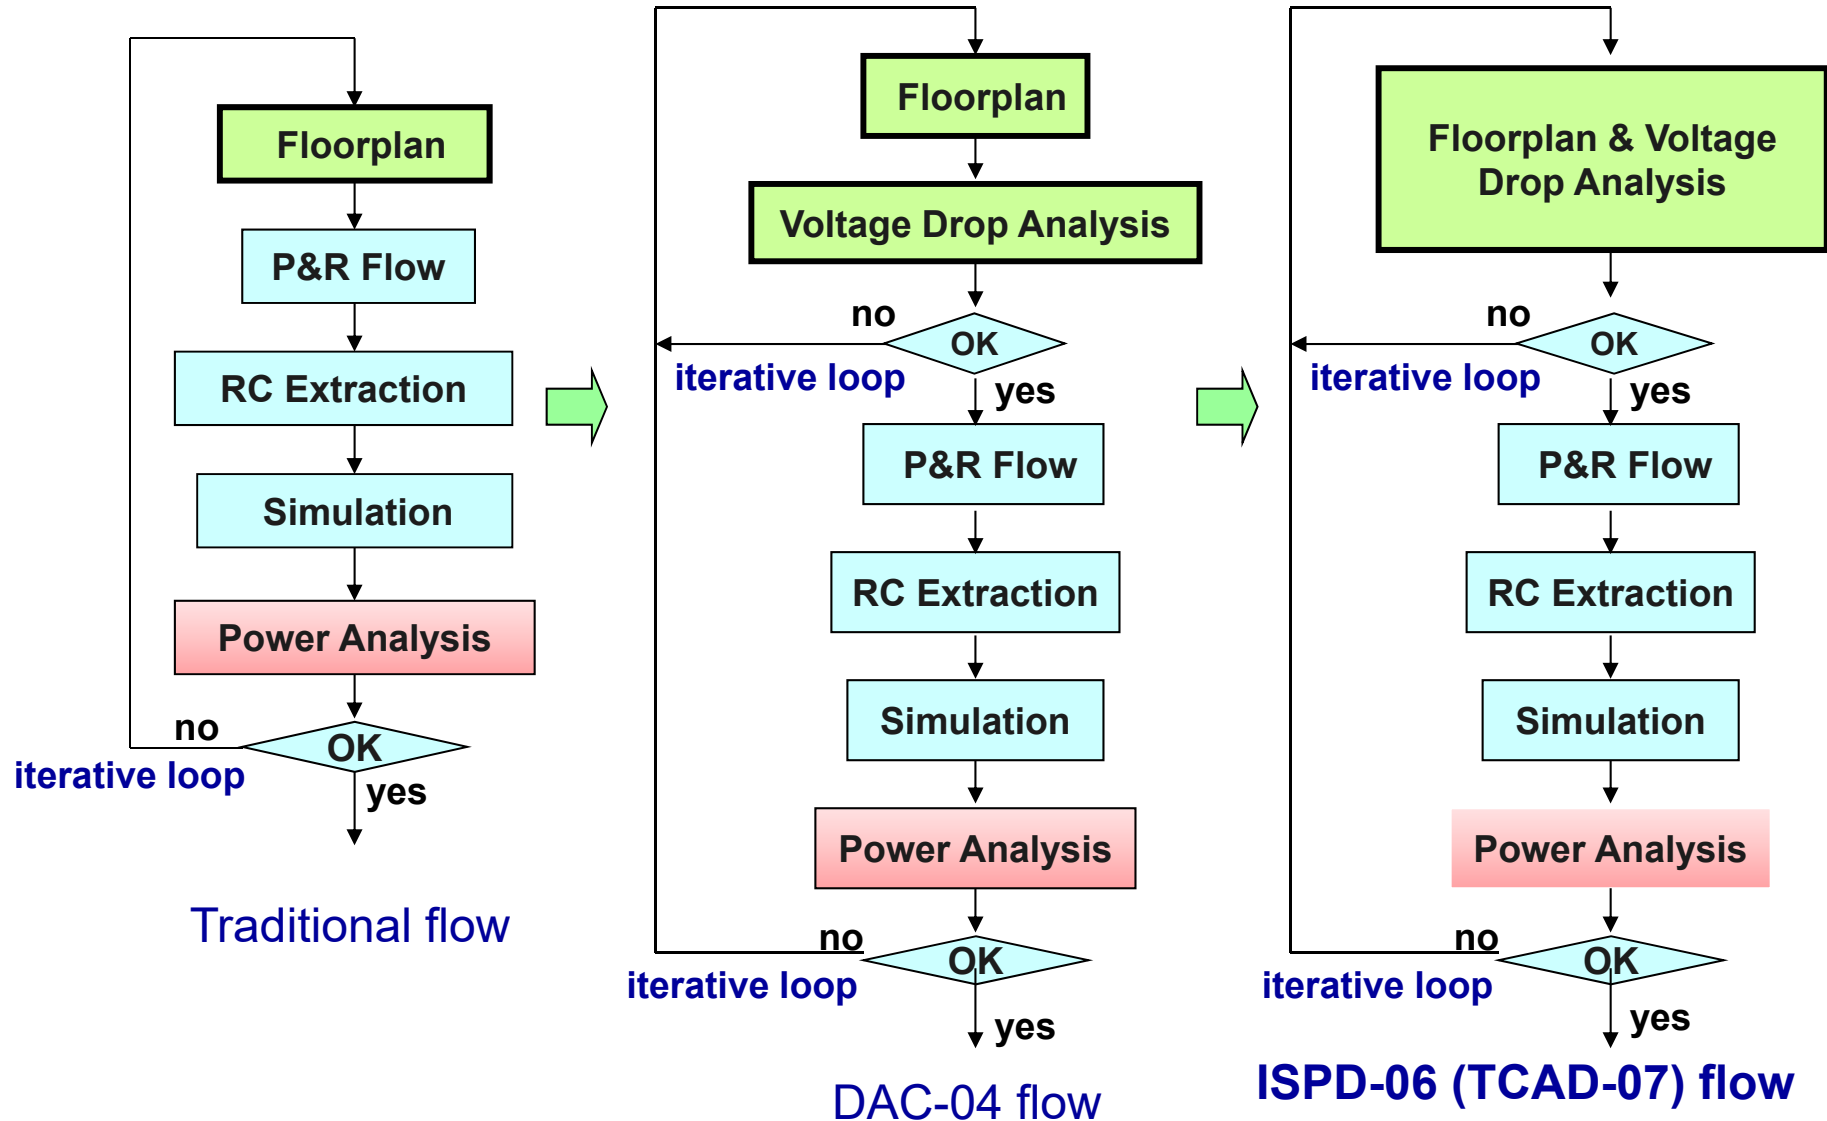 Floorplan
P&R Flow
RC Extraction
Simulation
Power Analysis
no
OK
iterative loop
yes
Traditional flow
Floorplan
Voltage Drop Analysis
no
OK
iterative loop
yes
P&R Flow
RC Extraction
Simulation
Power Analysis
no
OK
iterative loop
yes
DAC-04 flow
Floorplan & Voltage
Drop Analysis
no
OK
iterative loop
yes
P&R Flow
RC Extraction
Simulation
Power Analysis
no
OK
iterative loop
yes
ISPD-06 (TCAD-07) flow